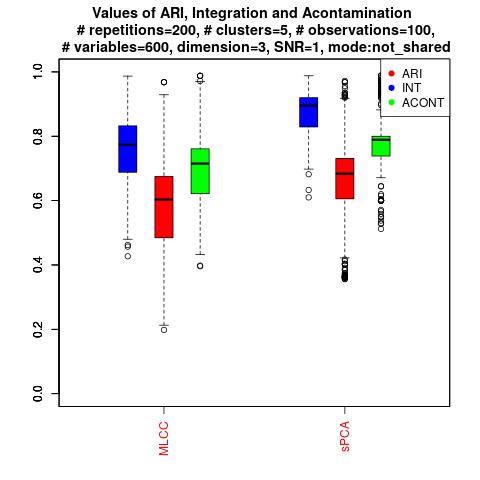 Values of ARI, Integration and Acontamination
# repetitions=200, # clusters=5, # observations=100,
# variables=600, dimension=3, SNR=1, mode:not_shared
ARI
INT
ACONT
1.0
0.8
0.6
0.4
0.2
0.0
MLCC
sPCA